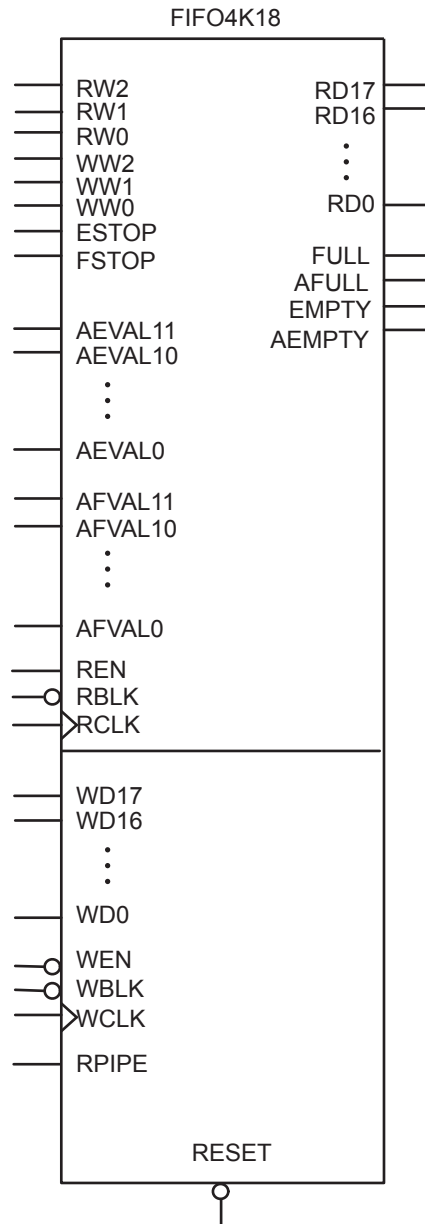 FIFO4K18
RW2
RW1
RW0
WW2
WW1
WW0
ESTOP
FSTOP
AEVAL11
AEVAL10
AEVAL0
AFVAL11
AFVAL10
AFVAL0
REN
RBLK
RCLK
RD17
RD16
RD0
FULL
AFULL
EMPTY
AEMPTY
WD17
WD16
WD0
WEN
WBLK
WCLK
RPIPE
RESET